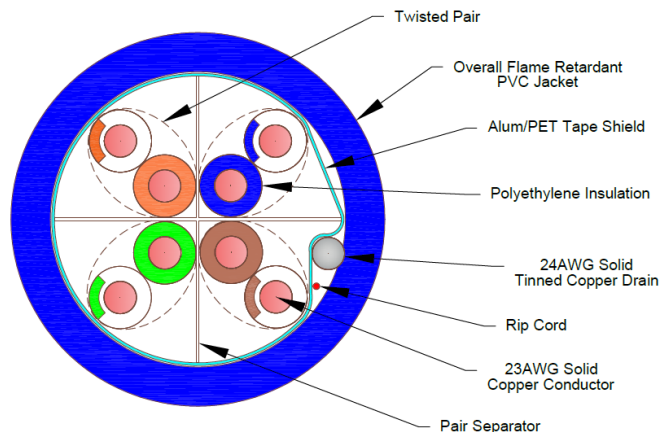 Twisted Pair
Overall Flame Retardant
PVC Jacket
Alum/PET Tape Shield
Polyethylene Insulation
24AWG Solid
Tinned Copper Drain
Rip Cord
23AWG Solid
Copper Conductor
Pair Separator